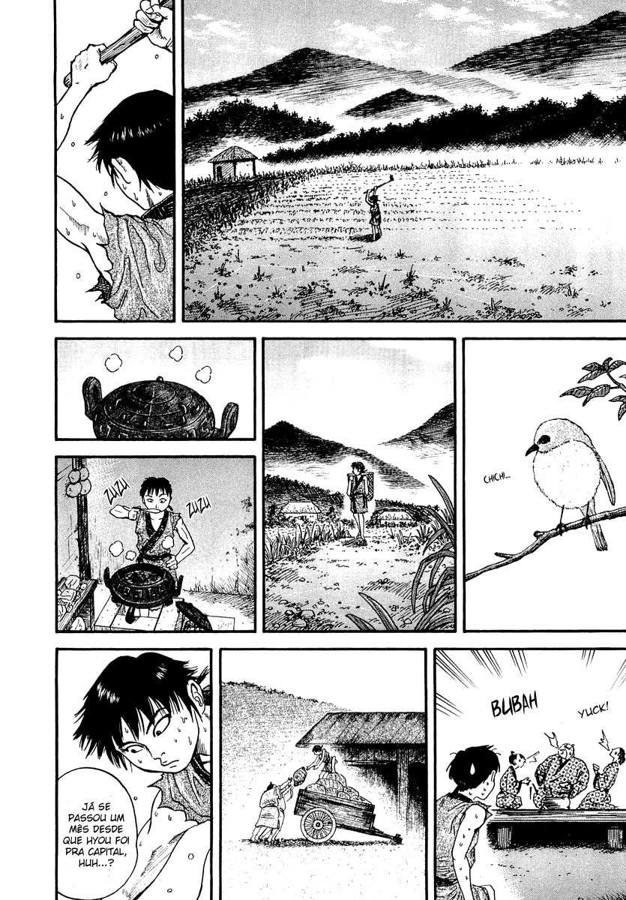 CHICHI...
ZUZU
ZUZU
BUBAH
YUCK!
JÁ SE
PASSOU UM
MÊS DESDE
QUE HYOU FOI
PRA CAPITAL,
HUH...?